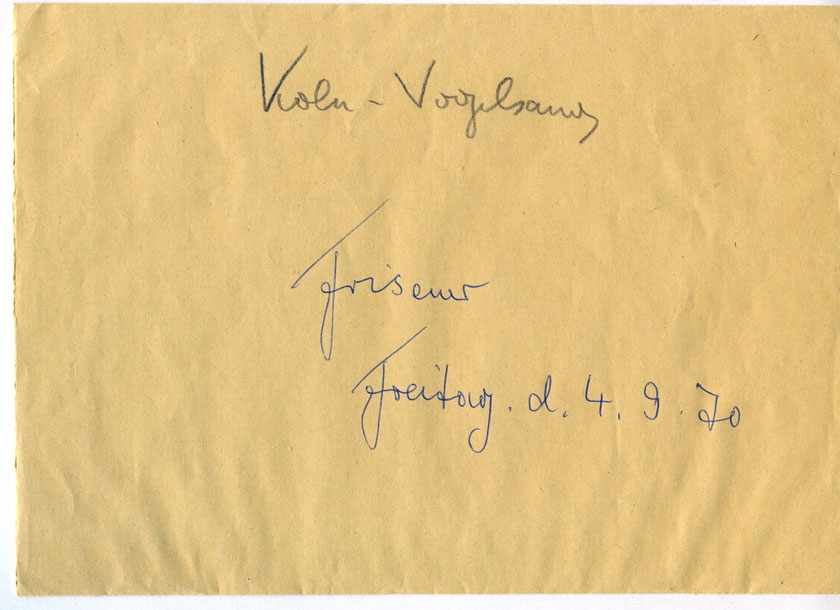 Köln - Vogelsang
Friseur
Freitag. d. 4. 9. 70